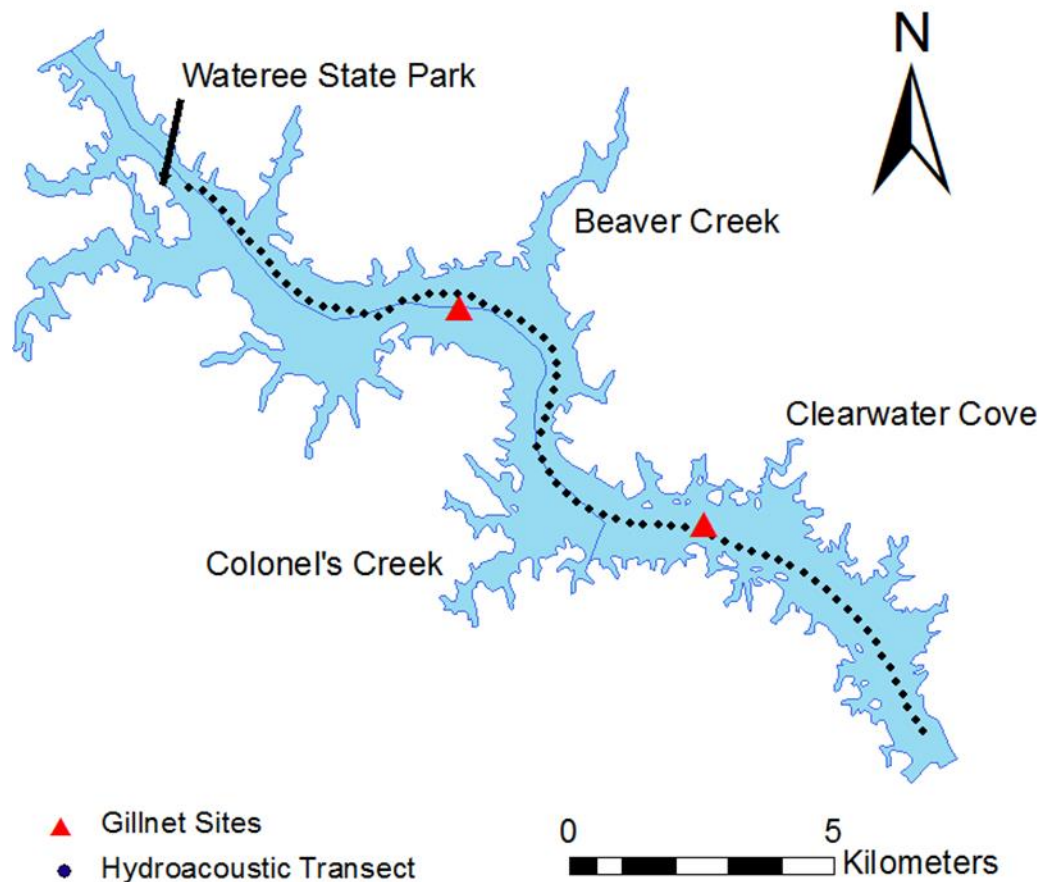 N
Wateree State Park
Beaver Creek
Clearwater Cove
Colonel's Creek
Gillnet Sites
Hydroacoustic Transect
0 5
Kilometers